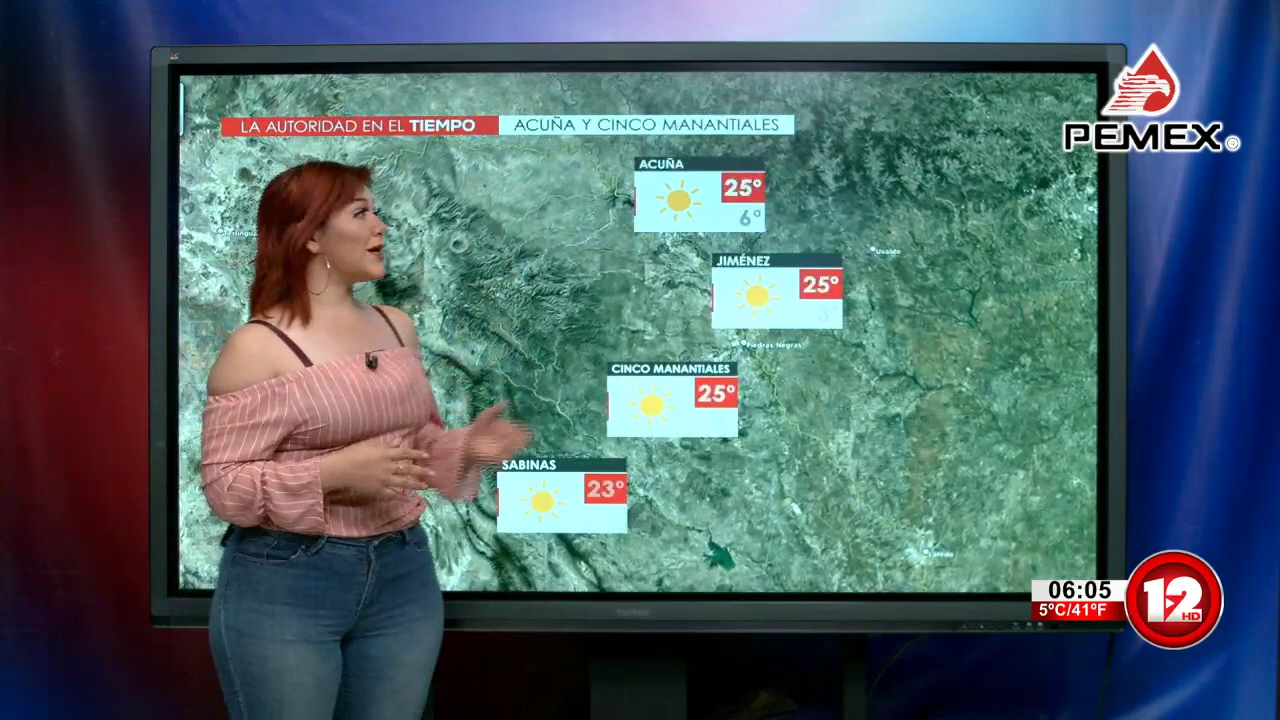 LA AUTORIDAD EN EL TIEMPO ACUÑA Y CINCO MANANTIALES
PEMEX
ACUÑA
25°
6°
Uvalde
JIMÉNEZ
25°
Piedras Negras
CINCO MANANTIALES
25°
SABINAS
23°
Laredo
06:05
5°C/41°F
12
HD